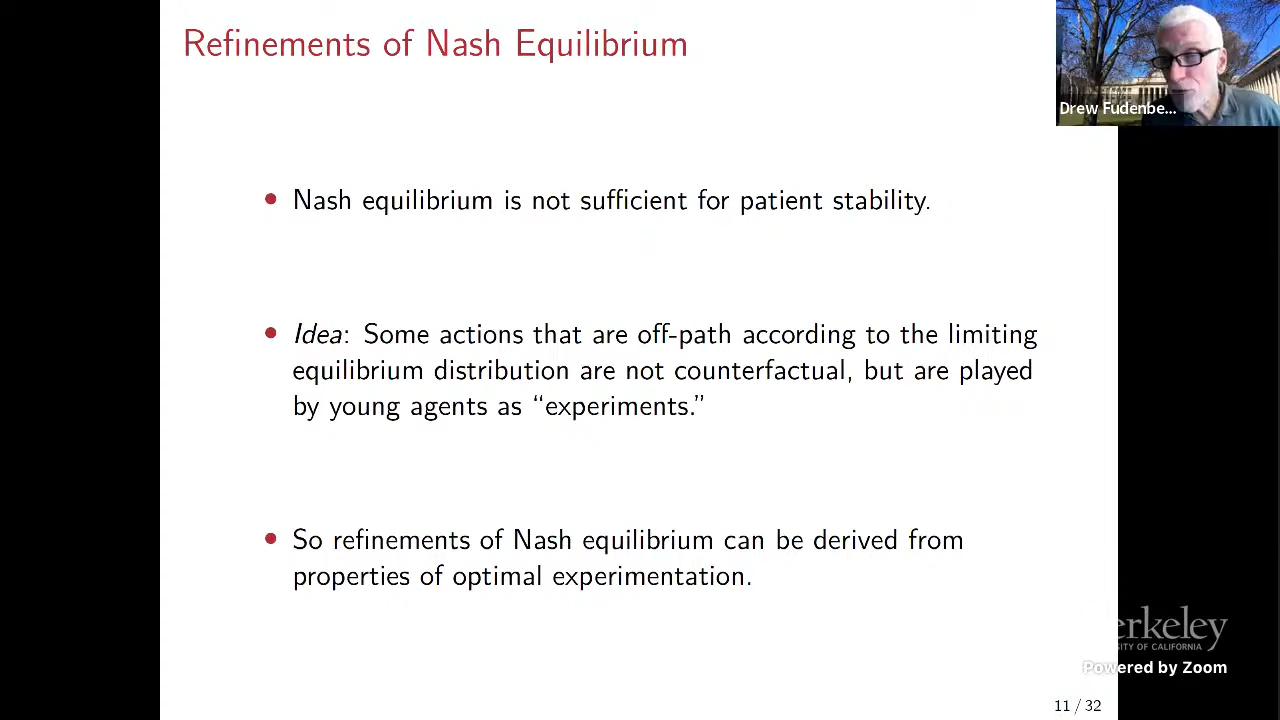 Refinements of Nash Equilibrium
Drew Fudenbe...
• Nash equilibrium is not sufficient for patient stability.
• Idea: Some actions that are off-path according to the limiting
equilibrium distribution are not counterfactual, but are played
by young agents as “experiments.”
• So refinements of Nash equilibrium can be derived from
properties of optimal experimentation.
erkeley
SITY OF CALIFORNIA
Powered by Zoom
11 / 32